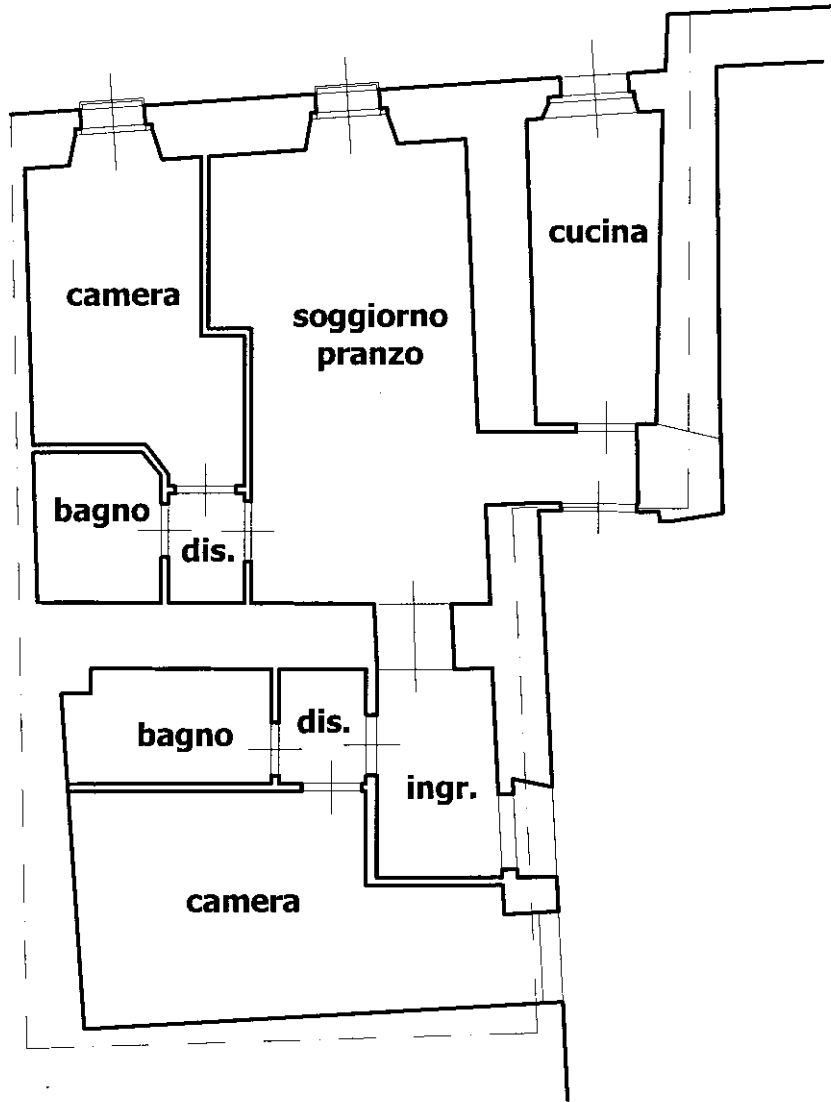 cucina
camera
soggiorno
pranzo
bagno
dis.
dis.
bagno
ingr.
camera